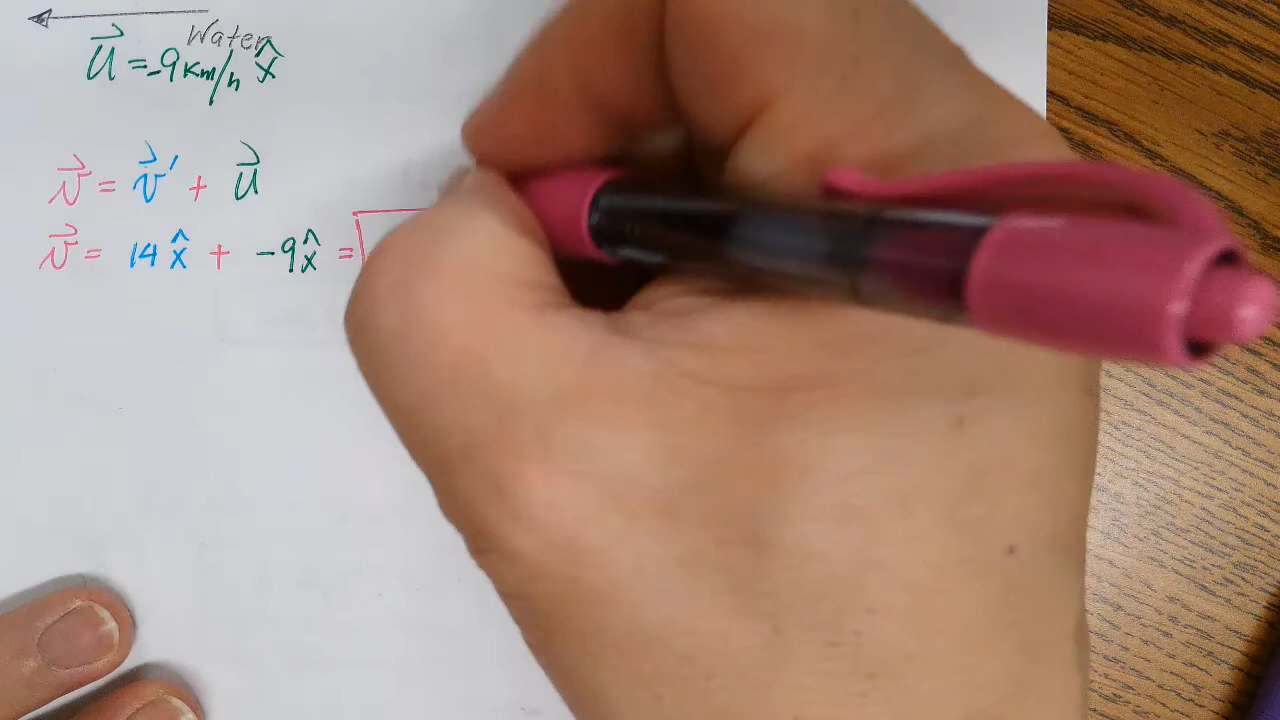 Water
u⃗ = -9 km/h x̂
v⃗ = v⃗' + u⃗
v⃗ = 14 x̂ + -9 x̂ =